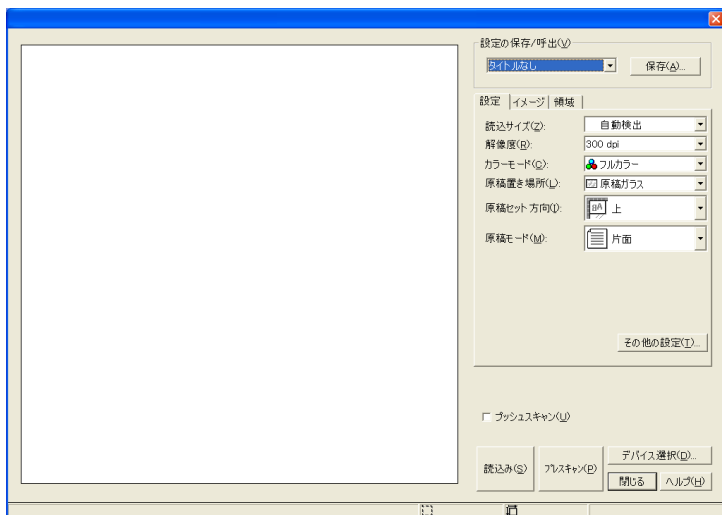 設定の保存/呼出(V)
タイトルなし
保存(A)...
設定 イメージ 領域
読込サイズ(Z): 自動検出
解像度(R): 300 dpi
カラーモード(C): フルカラー
原稿置き場所(L): 原稿ガラス
原稿セット方向(I): 上
原稿モード(M): 片面
その他の設定(T)...
プッシュスキャン(U)
読込み(S)
プレスキャン(P)
デバイス選択(D)...
閉じる
ヘルプ(H)